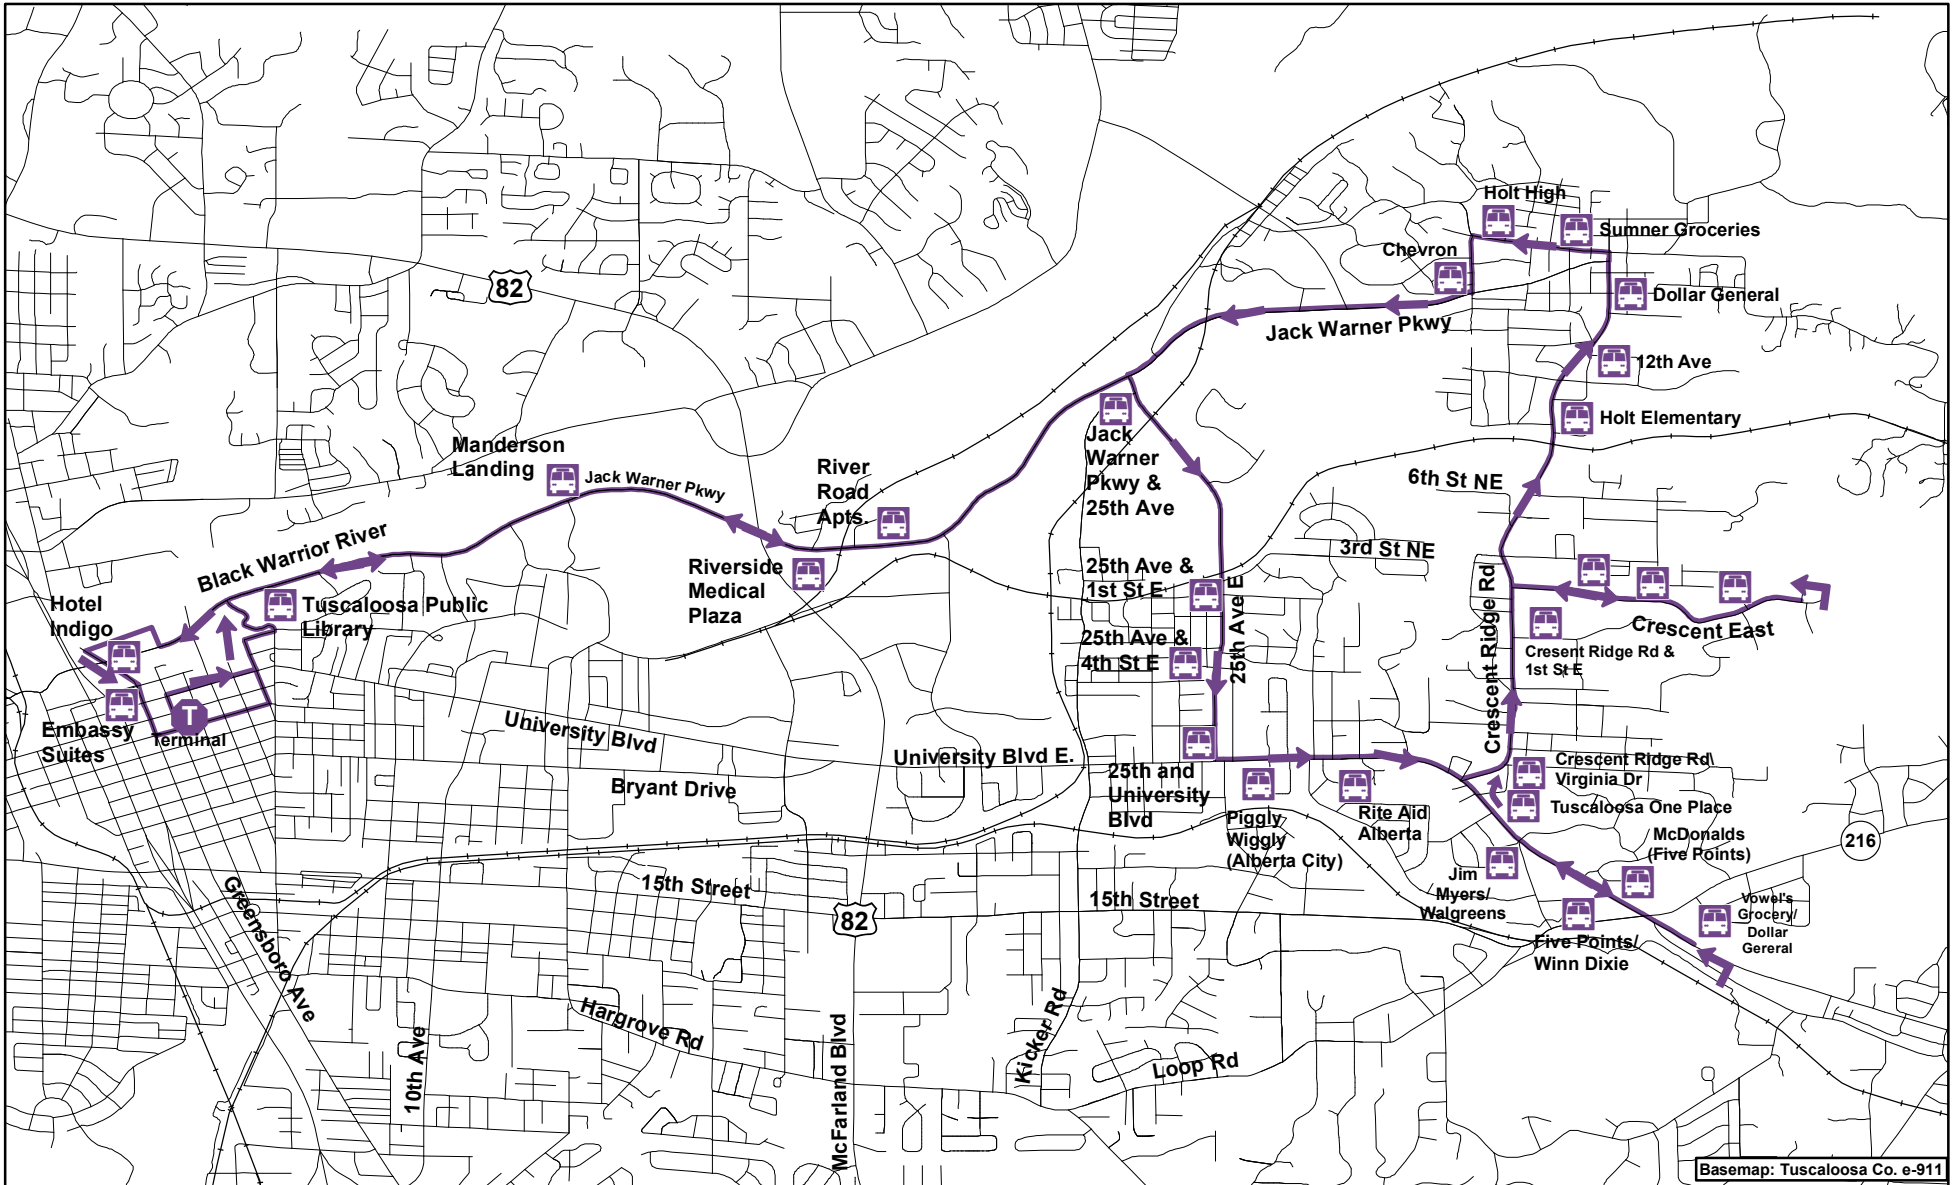 Holt High
Sumner Groceries
Chevron
82
Dollar General
Jack Warner Pkwy
12th Ave
Holt Elementary
Manderson
Landing
Jack Warner Pkwy
River
Road
Apts.
Jack
Warner
Pkwy &
25th Ave
6th St NE
3rd St NE
Black Warrior River
Riverside
Medical
Plaza
25th Ave &
1st St E
Hotel
Indigo
Tuscaloosa Public
Library
25th Ave &
4th St E
25th Ave E
Crescent Ridge Rd
Crescent East
Cresent Ridge Rd &
1st St E
T
Terminal
Embassy
Suites
University Blvd
University Blvd E.
Bryant Drive
25th and
University
Blvd
Piggly
Wiggly
(Alberta City)
Rite Aid
Alberta
Crescent Ridge Rd\
Virginia Dr
Tuscaloosa One Place
McDonalds
(Five Points)
216
Jim
Myers/
Walgreens
Vowel's
Grocery/
Dollar
Gereral
Five Points/
Winn Dixie
15th Street
15th Street
82
Greensboro Ave
10th Ave
Hargrove Rd
McFarland Blvd
Kicker Rd
Loop Rd
Basemap: Tuscaloosa Co. e-911